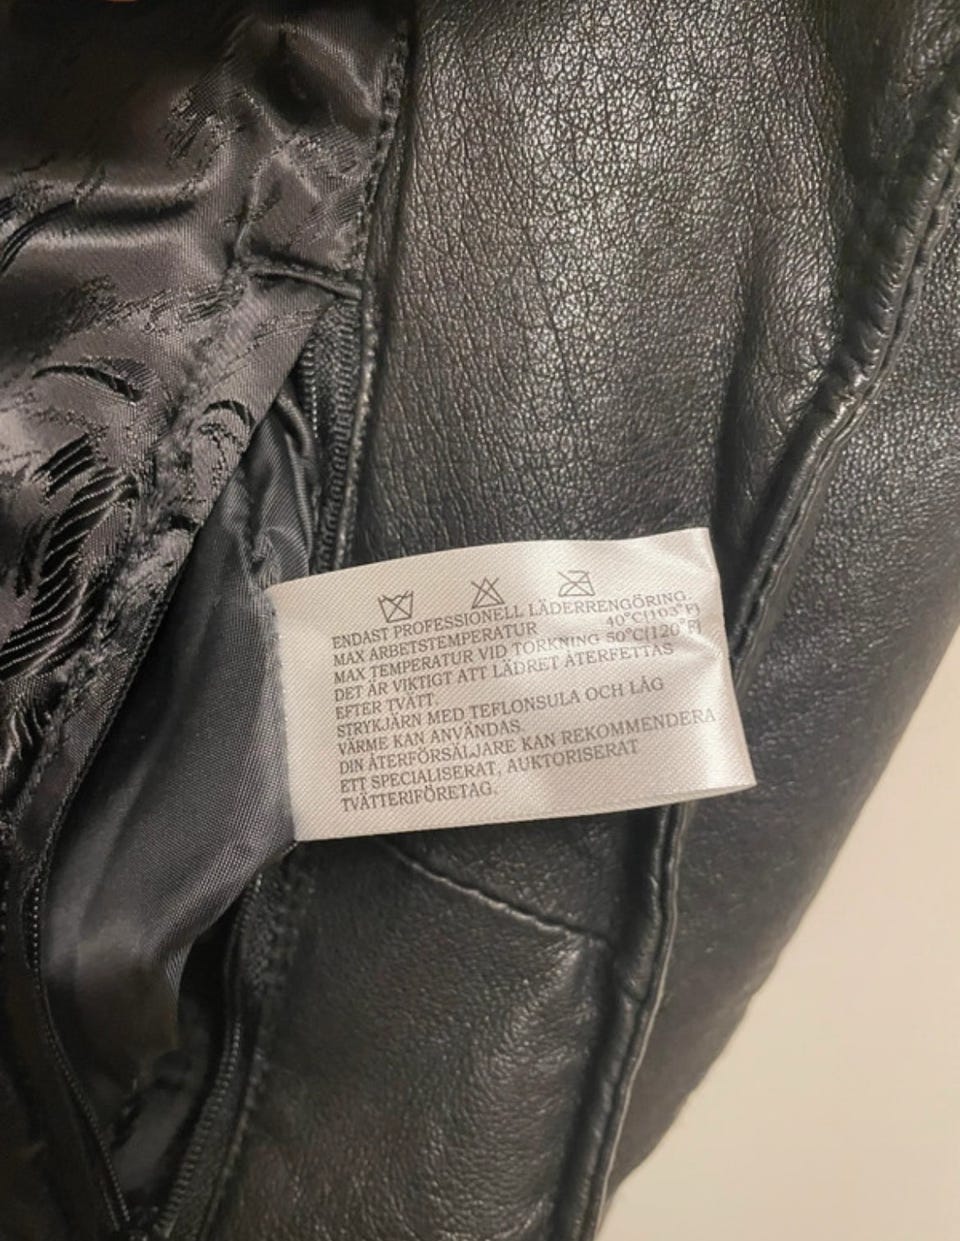 ENDAST PROFESSIONELL LÄDERRENGÖRING.
MAX ARBETSTEMPERATUR 40°C(103°F)
MAX TEMPERATUR VID TORKNING 50°C(120°F)
DET ÄR VIKTIGT ATT LÄDRET ÅTERFETTAS
EFTER TVÄTT.
STRYKJÄRN MED TEFLONSULA OCH LÅG
VÄRME KAN ANVÄNDAS.
DIN ÅTERFÖRSÄLJARE KAN REKOMMENDERA
ETT SPECIALISERAT, AUKTORISERAT
TVÄTTERIFÖRETAG.